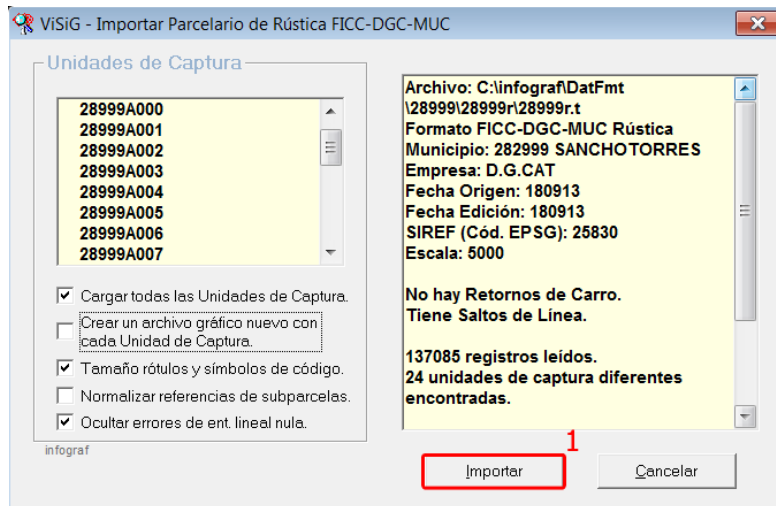 ViSiG - Importar Parcelario de Rústica FICC-DGC-MUC
Unidades de Captura
28999A000
28999A001
28999A002
28999A003
28999A004
28999A005
28999A006
28999A007
Cargar todas las Unidades de Captura.
Crear un archivo gráfico nuevo con
cada Unidad de Captura.
Tamaño rótulos y símbolos de código.
Normalizar referencias de subparcelas.
Ocultar errores de ent. lineal nula.
infograf
Archivo: C:\infograf\DatFmt
\28999\28999r\28999r.t
Formato FICC-DGC-MUC Rústica
Municipio: 282999 SANCHOTORRES
Empresa: D.G.CAT
Fecha Origen: 180913
Fecha Edición: 180913
SIREF (Cód. EPSG): 25830
Escala: 5000
No hay Retornos de Carro.
Tiene Saltos de Línea.
137085 registros leídos.
24 unidades de captura diferentes
encontradas.
1
Importar
Cancelar